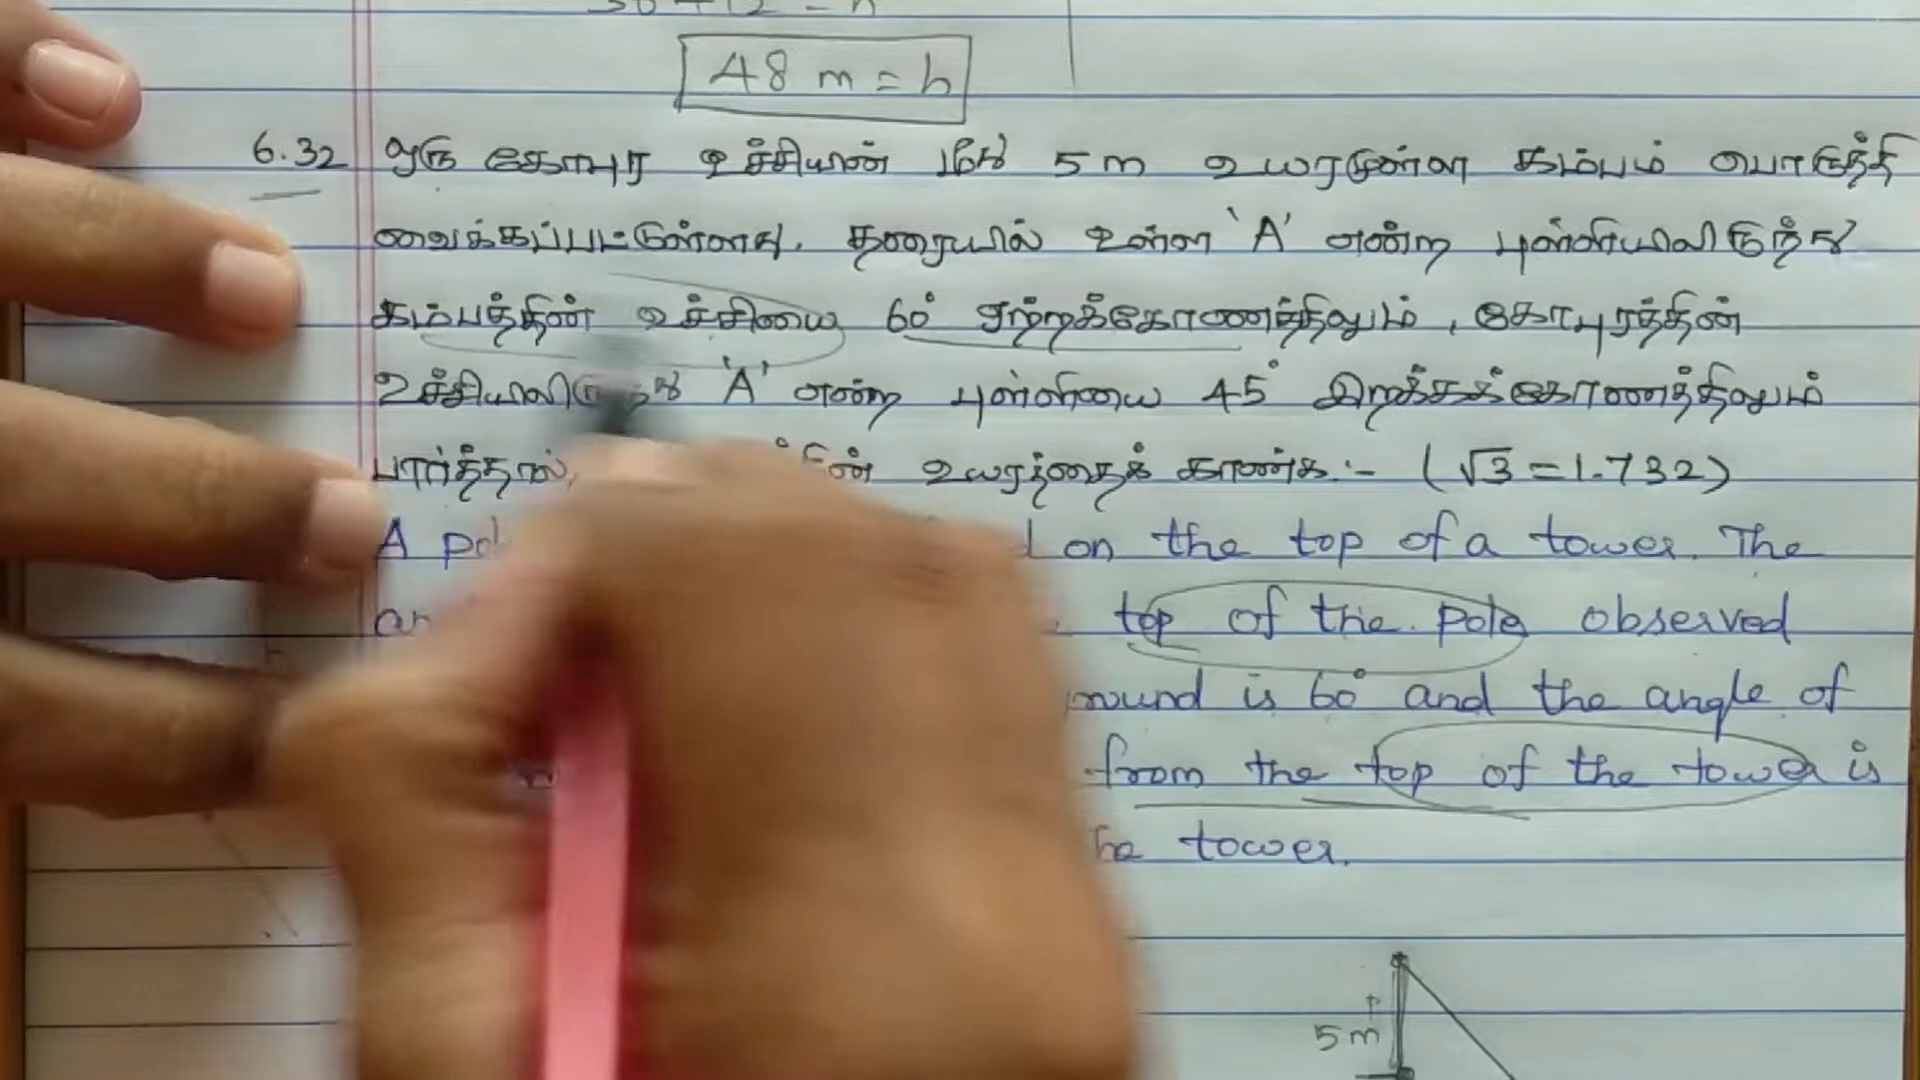 48 m = h
6.32 ஒரு கோபுர உச்சியின் மீது 5 m உயரமுள்ள கம்பம் பொருத்தி
வைக்கப்பட்டுள்ளது. தரையில் உள்ள 'A' என்ற புள்ளியிலிருந்து
கம்பத்தின் உச்சியை 60° ஏற்றக்கோணத்திலும், கோபுரத்தின்
உச்சியிலிருந்து 'A' என்ற புள்ளியை 45° இறக்கக்கோணத்திலும்
பார்த்தால், உயரத்தைக் காண்க :- (√3 = 1.732)
A on the top of a tower. The
top of the pole observed
is 60° and the angle of
from the top of the tower is
tower.
5 m